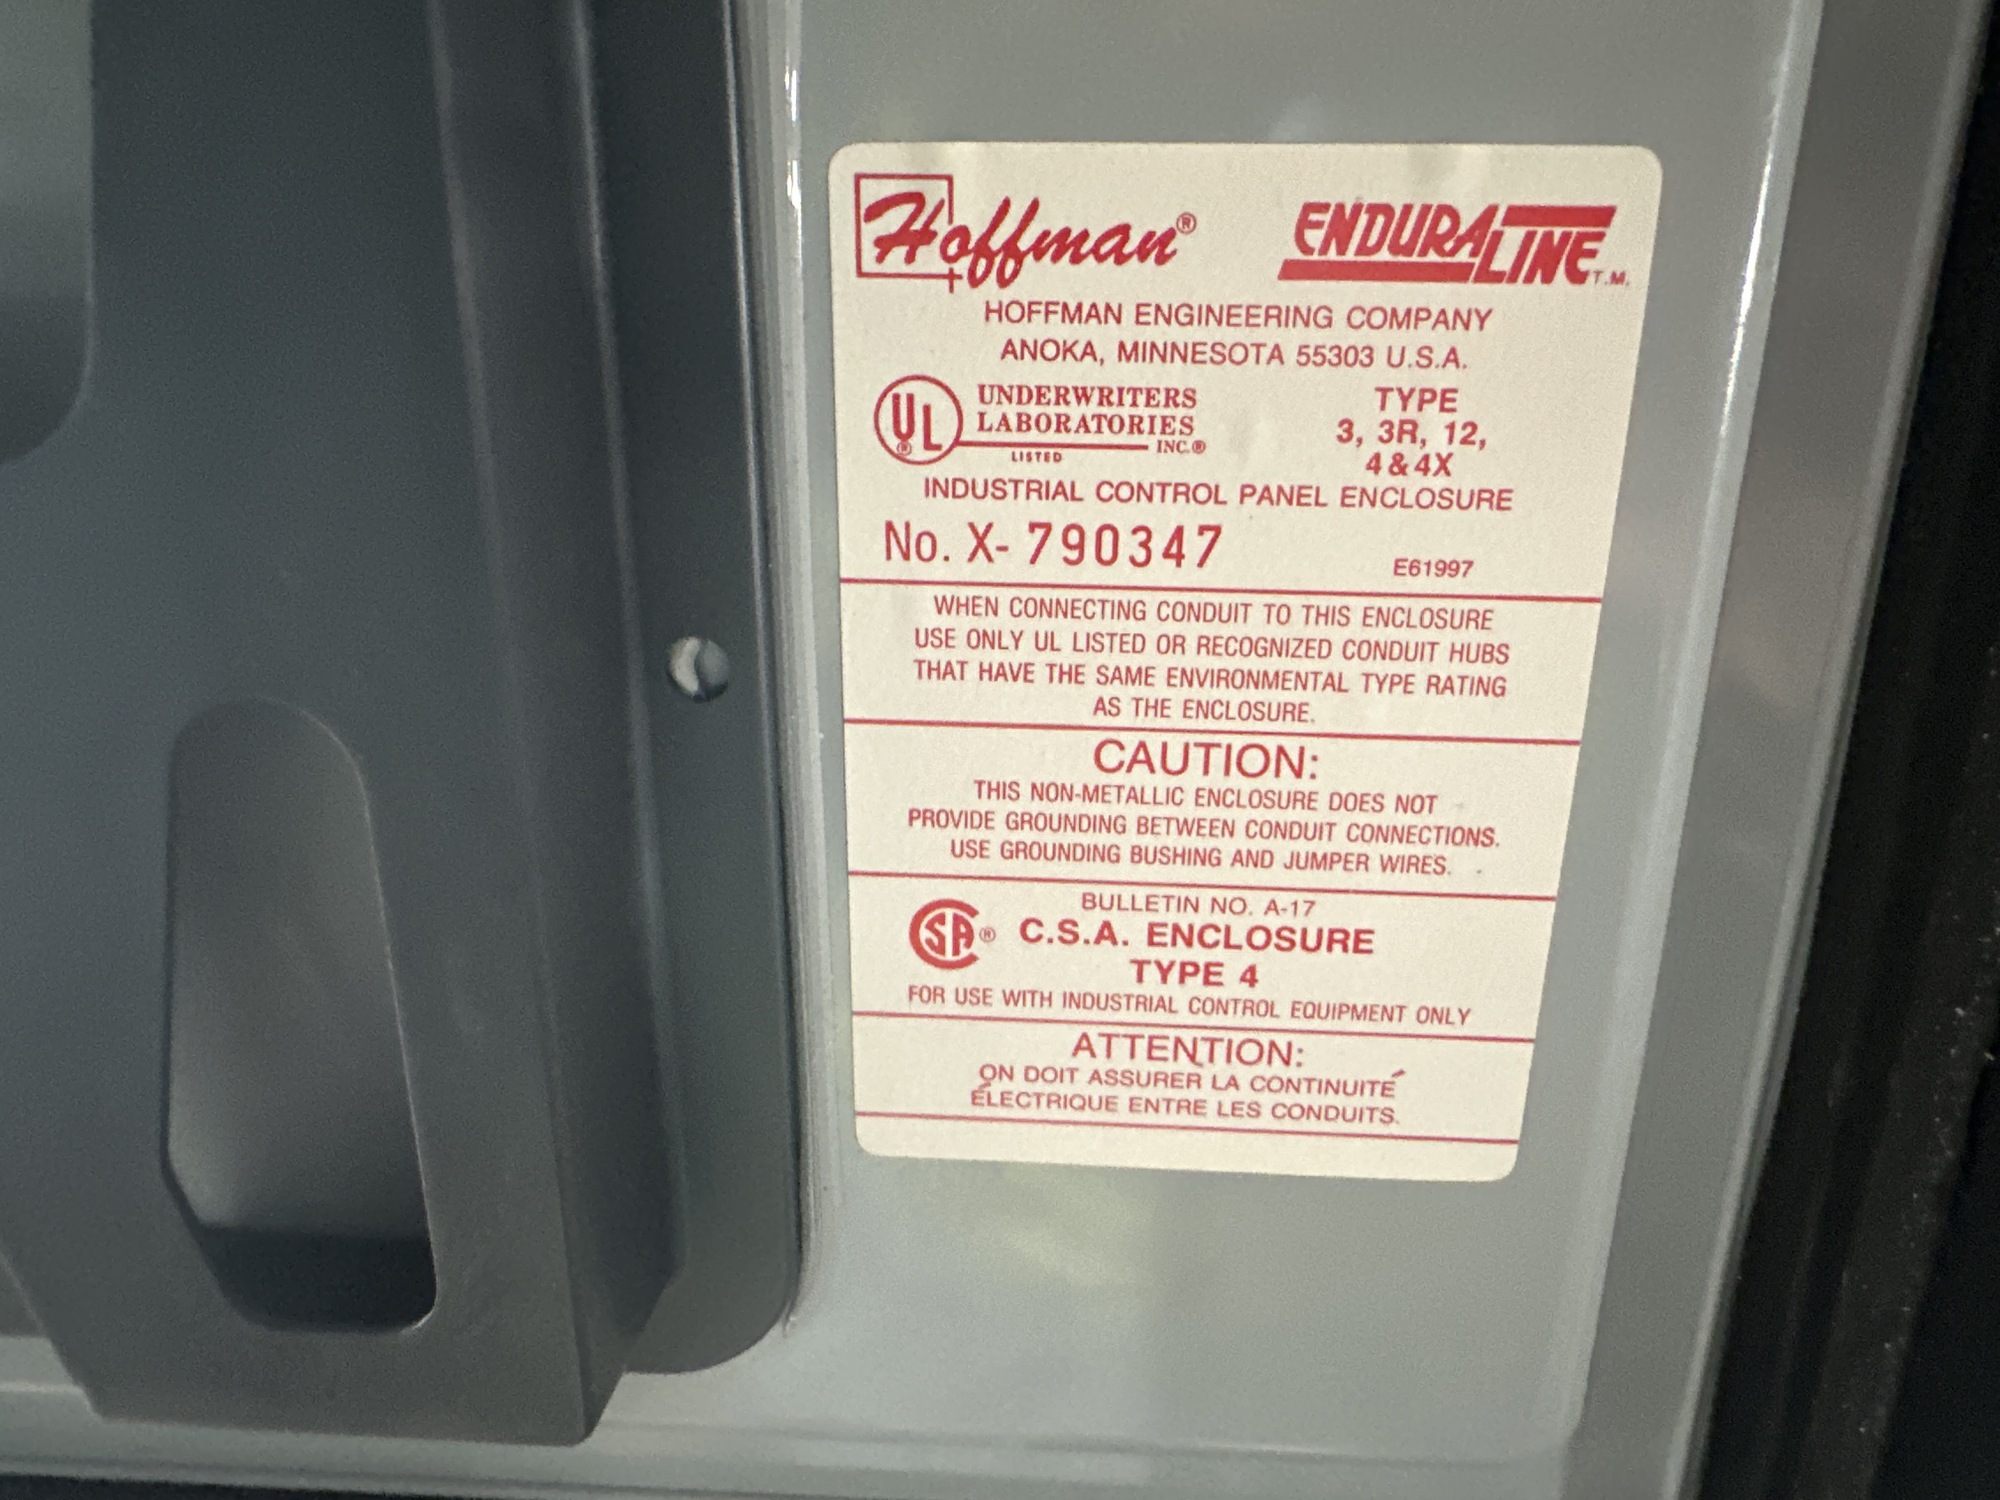 Hoffman®
ENDURALINE T.M.
HOFFMAN ENGINEERING COMPANY
ANOKA, MINNESOTA 55303 U.S.A.
UL®
UNDERWRITERS
LABORATORIES
INC.®
LISTED
TYPE
3, 3R, 12,
4 & 4X
INDUSTRIAL CONTROL PANEL ENCLOSURE
No. X- 790347
E61997
WHEN CONNECTING CONDUIT TO THIS ENCLOSURE
USE ONLY UL LISTED OR RECOGNIZED CONDUIT HUBS
THAT HAVE THE SAME ENVIRONMENTAL TYPE RATING
AS THE ENCLOSURE.
CAUTION:
THIS NON-METALLIC ENCLOSURE DOES NOT
PROVIDE GROUNDING BETWEEN CONDUIT CONNECTIONS.
USE GROUNDING BUSHING AND JUMPER WIRES.
BULLETIN NO. A-17
SA® C.S.A. ENCLOSURE
TYPE 4
FOR USE WITH INDUSTRIAL CONTROL EQUIPMENT ONLY
ATTENTION:
ON DOIT ASSURER LA CONTINUITÉ
ÉLECTRIQUE ENTRE LES CONDUITS.